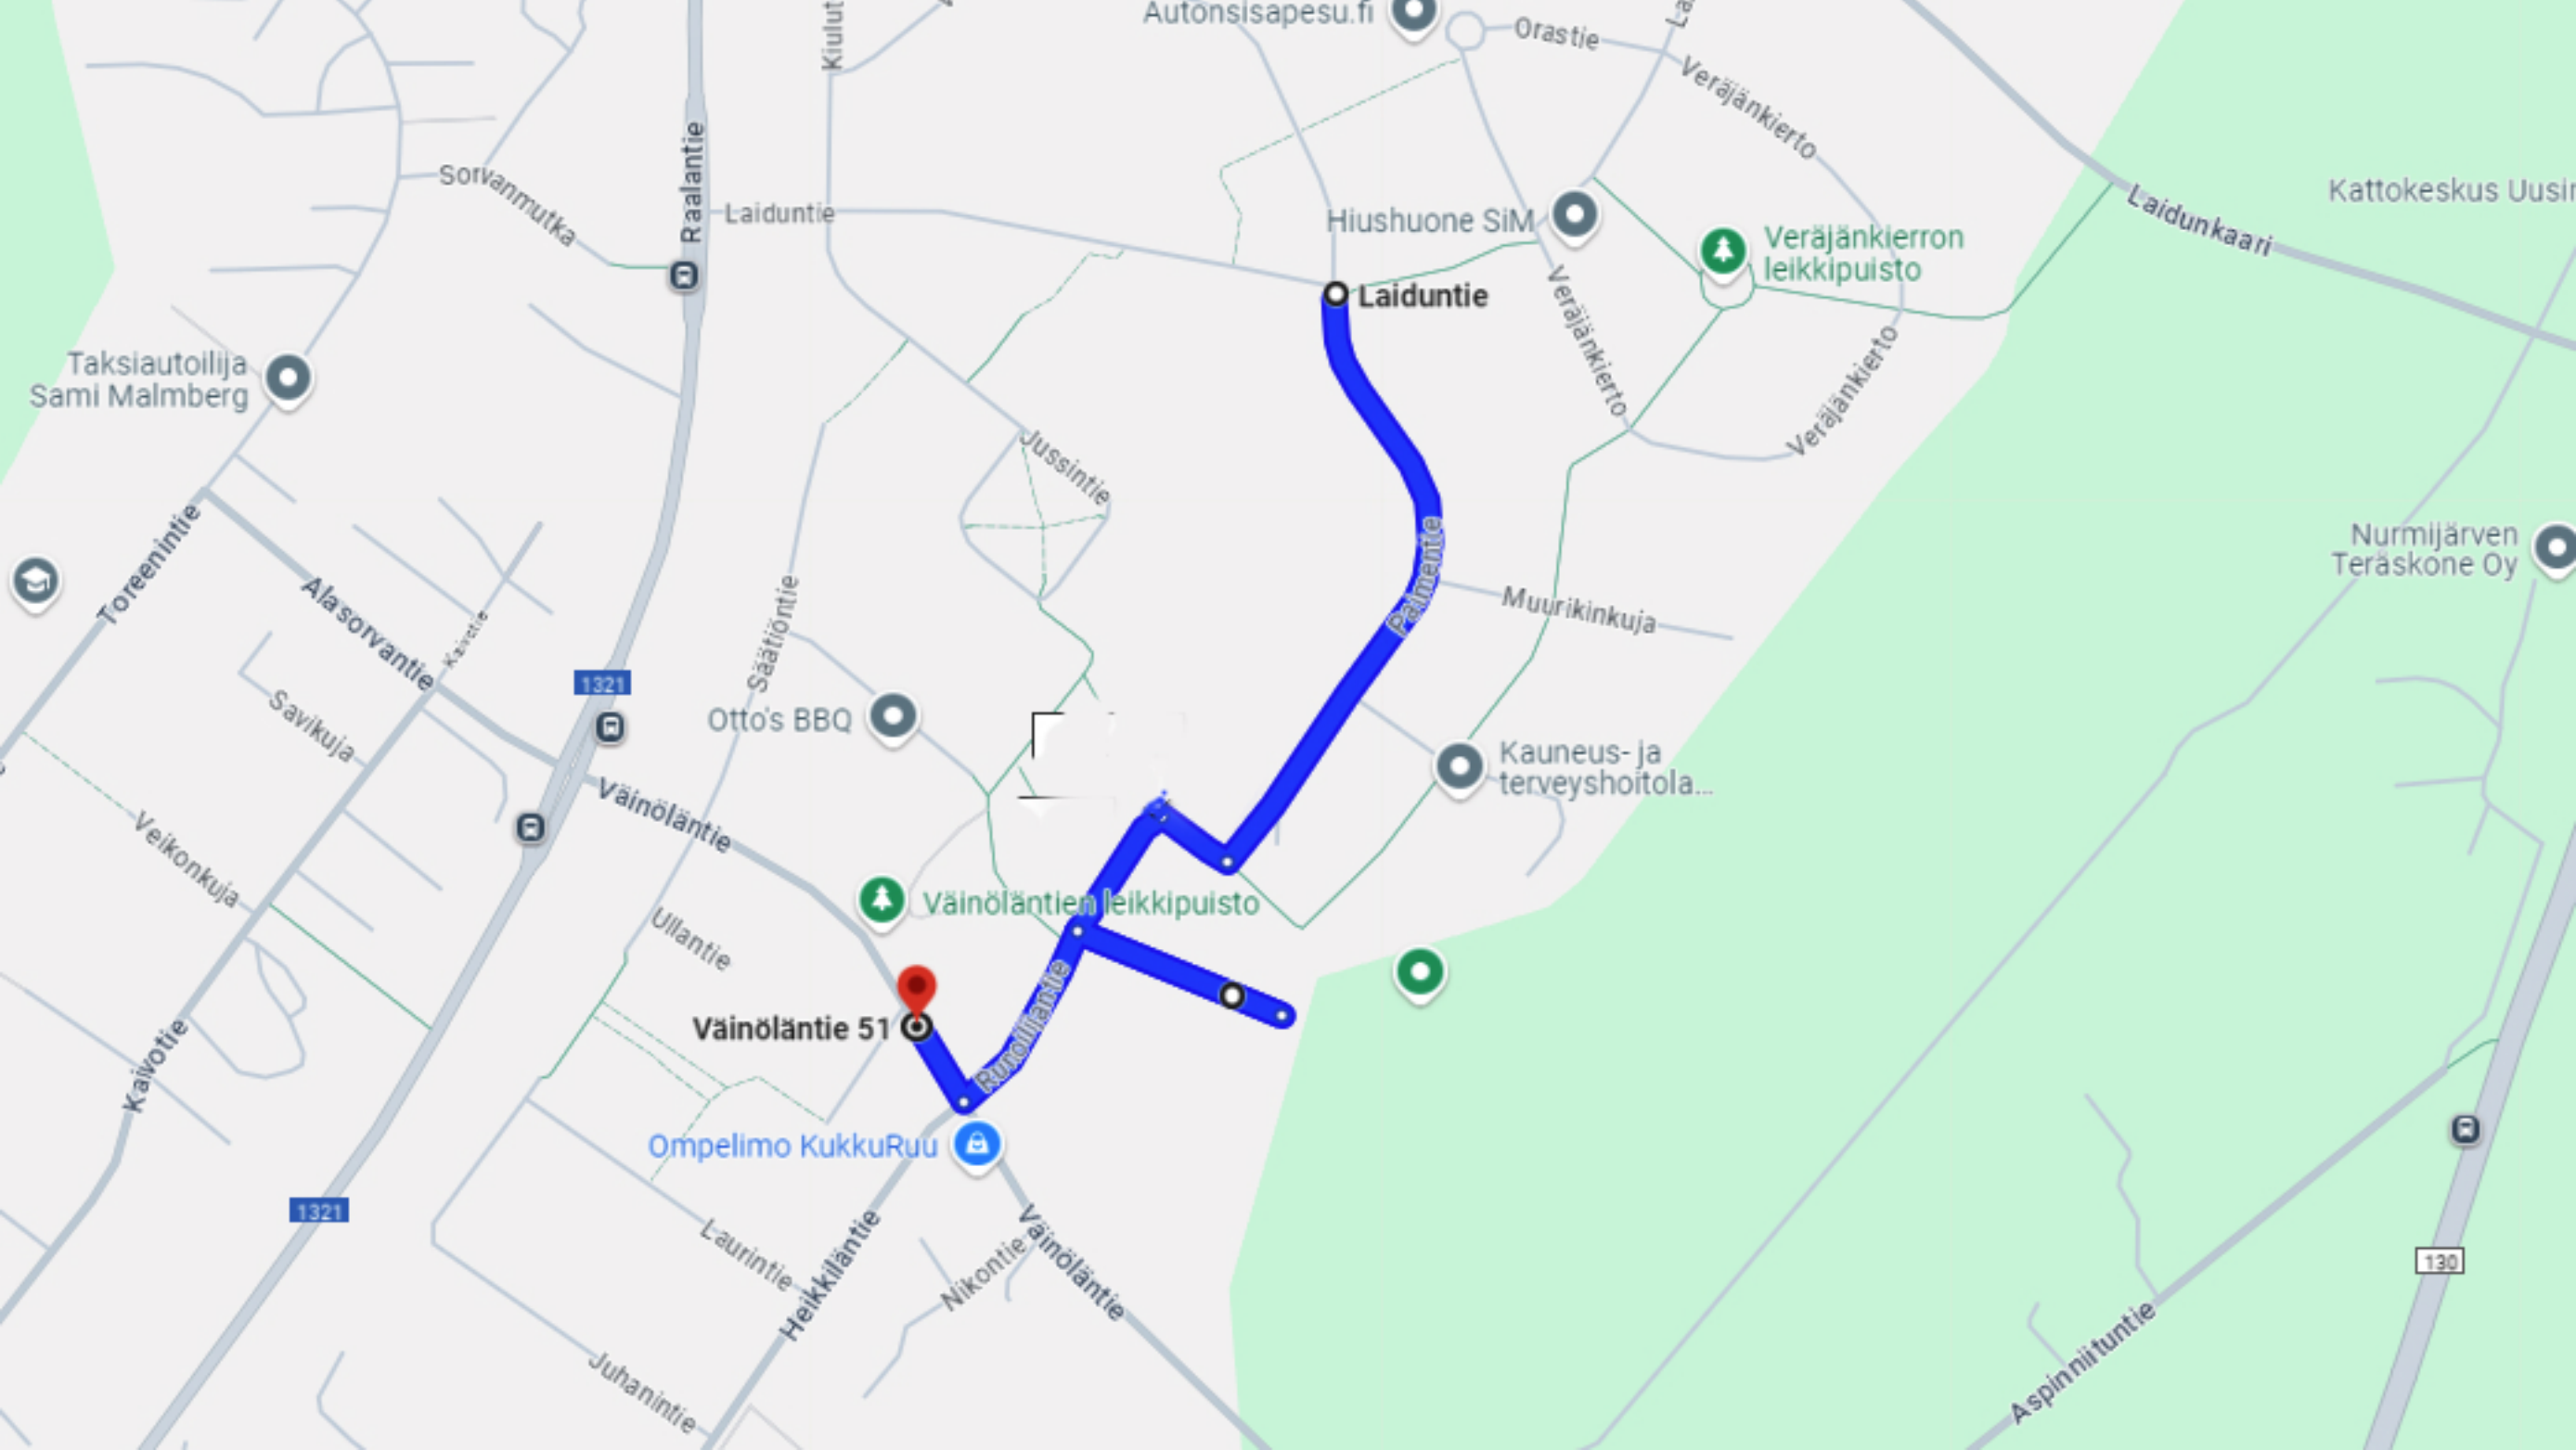 Autonsisapesu.fi
Orastie
La
Kiulut
Veräjänkierto
Sorvanmutka
Raalantie
Laiduntie
Hiushuone SiM
Veräjänkierron
leikkipuisto
Laidunkaari
Kattokeskus Uusin
Laiduntie
Veräjänkierto
Veräjänkierto
Taksiautoilija
Sami Malmberg
Jussintie
Toreenintie
Alasorvantie
Kaivotie
Säätiöntie
Paimentie
Muurikinkuja
Nurmijärven
Teräskone Oy
1321
Savikuja
Otto's BBQ
Kauneus- ja
terveyshoitola...
Väinöläntie
Veikonkuja
Ullantie
Väinöläntien leikkipuisto
Väinöläntie 51
Runoilijantie
Kaivotie
Ompelimo KukkuRuu
1321
Laurintie
Heikkiläntie
Nikontie
Väinöläntie
130
Juhanintie
Aspinniituntie